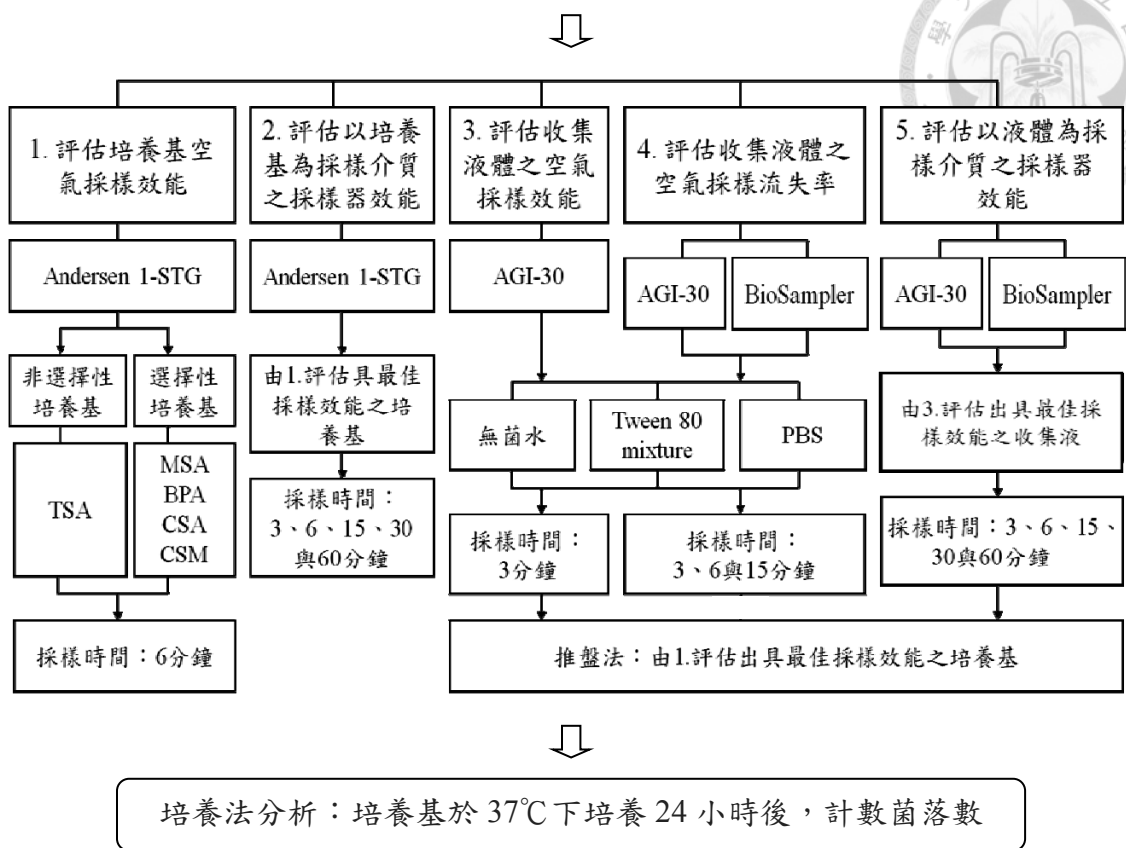 1. 評估培養基空
氣採樣效能
2. 評估以培養
基為採樣介質
之採樣器效能
3. 評估收集
液體之空氣
採樣效能
4. 評估收集液體之
空氣採樣流失率
5. 評估以液體為採
樣介質之採樣器
效能
Andersen 1-STG
Andersen 1-STG
AGI-30
AGI-30
BioSampler
AGI-30
BioSampler
非選擇性
培養基
選擇性
培養基
由1.評估具最佳
採樣效能之培
養基
無菌水
Tween 80
mixture
PBS
由3.評估出具最佳採
樣效能之收集液
TSA
MSA
BPA
CSA
CSM
採樣時間：
3、6、15、30
與60分鐘
採樣時間：
3分鐘
採樣時間：
3、6與15分鐘
採樣時間：3、6、15、
30與60分鐘
採樣時間：6分鐘
推盤法：由1.評估出具最佳採樣效能之培養基
培養法分析：培養基於 37℃下培養 24 小時後，計數菌落數